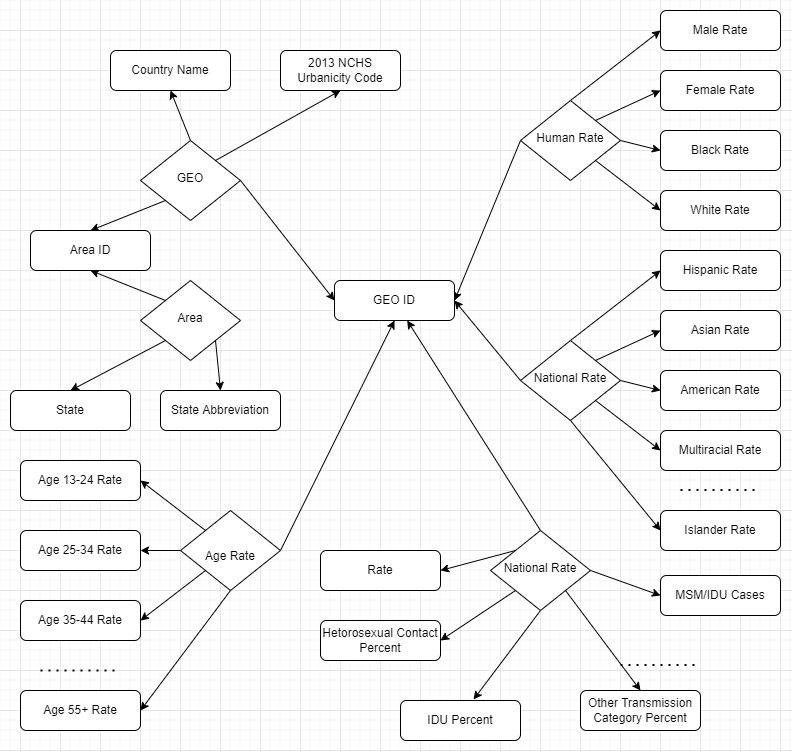 Male Rate
Country Name
2013 NCHS
Urbanicity Code
Female Rate
Human Rate
Black Rate
GEO
White Rate
Area ID
Hispanic Rate
GEO ID
Area
Asian Rate
National Rate
American Rate
State
State Abbreviation
Multiracial Rate
Age 13-24 Rate
..........
Islander Rate
Age 25-34 Rate
Age Rate
Rate
National Rate
MSM/IDU Cases
Age 35-44 Rate
Hetorosexual Contact
Percent
..........
..........
Age 55+ Rate
IDU Percent
Other Transmission
Category Percent